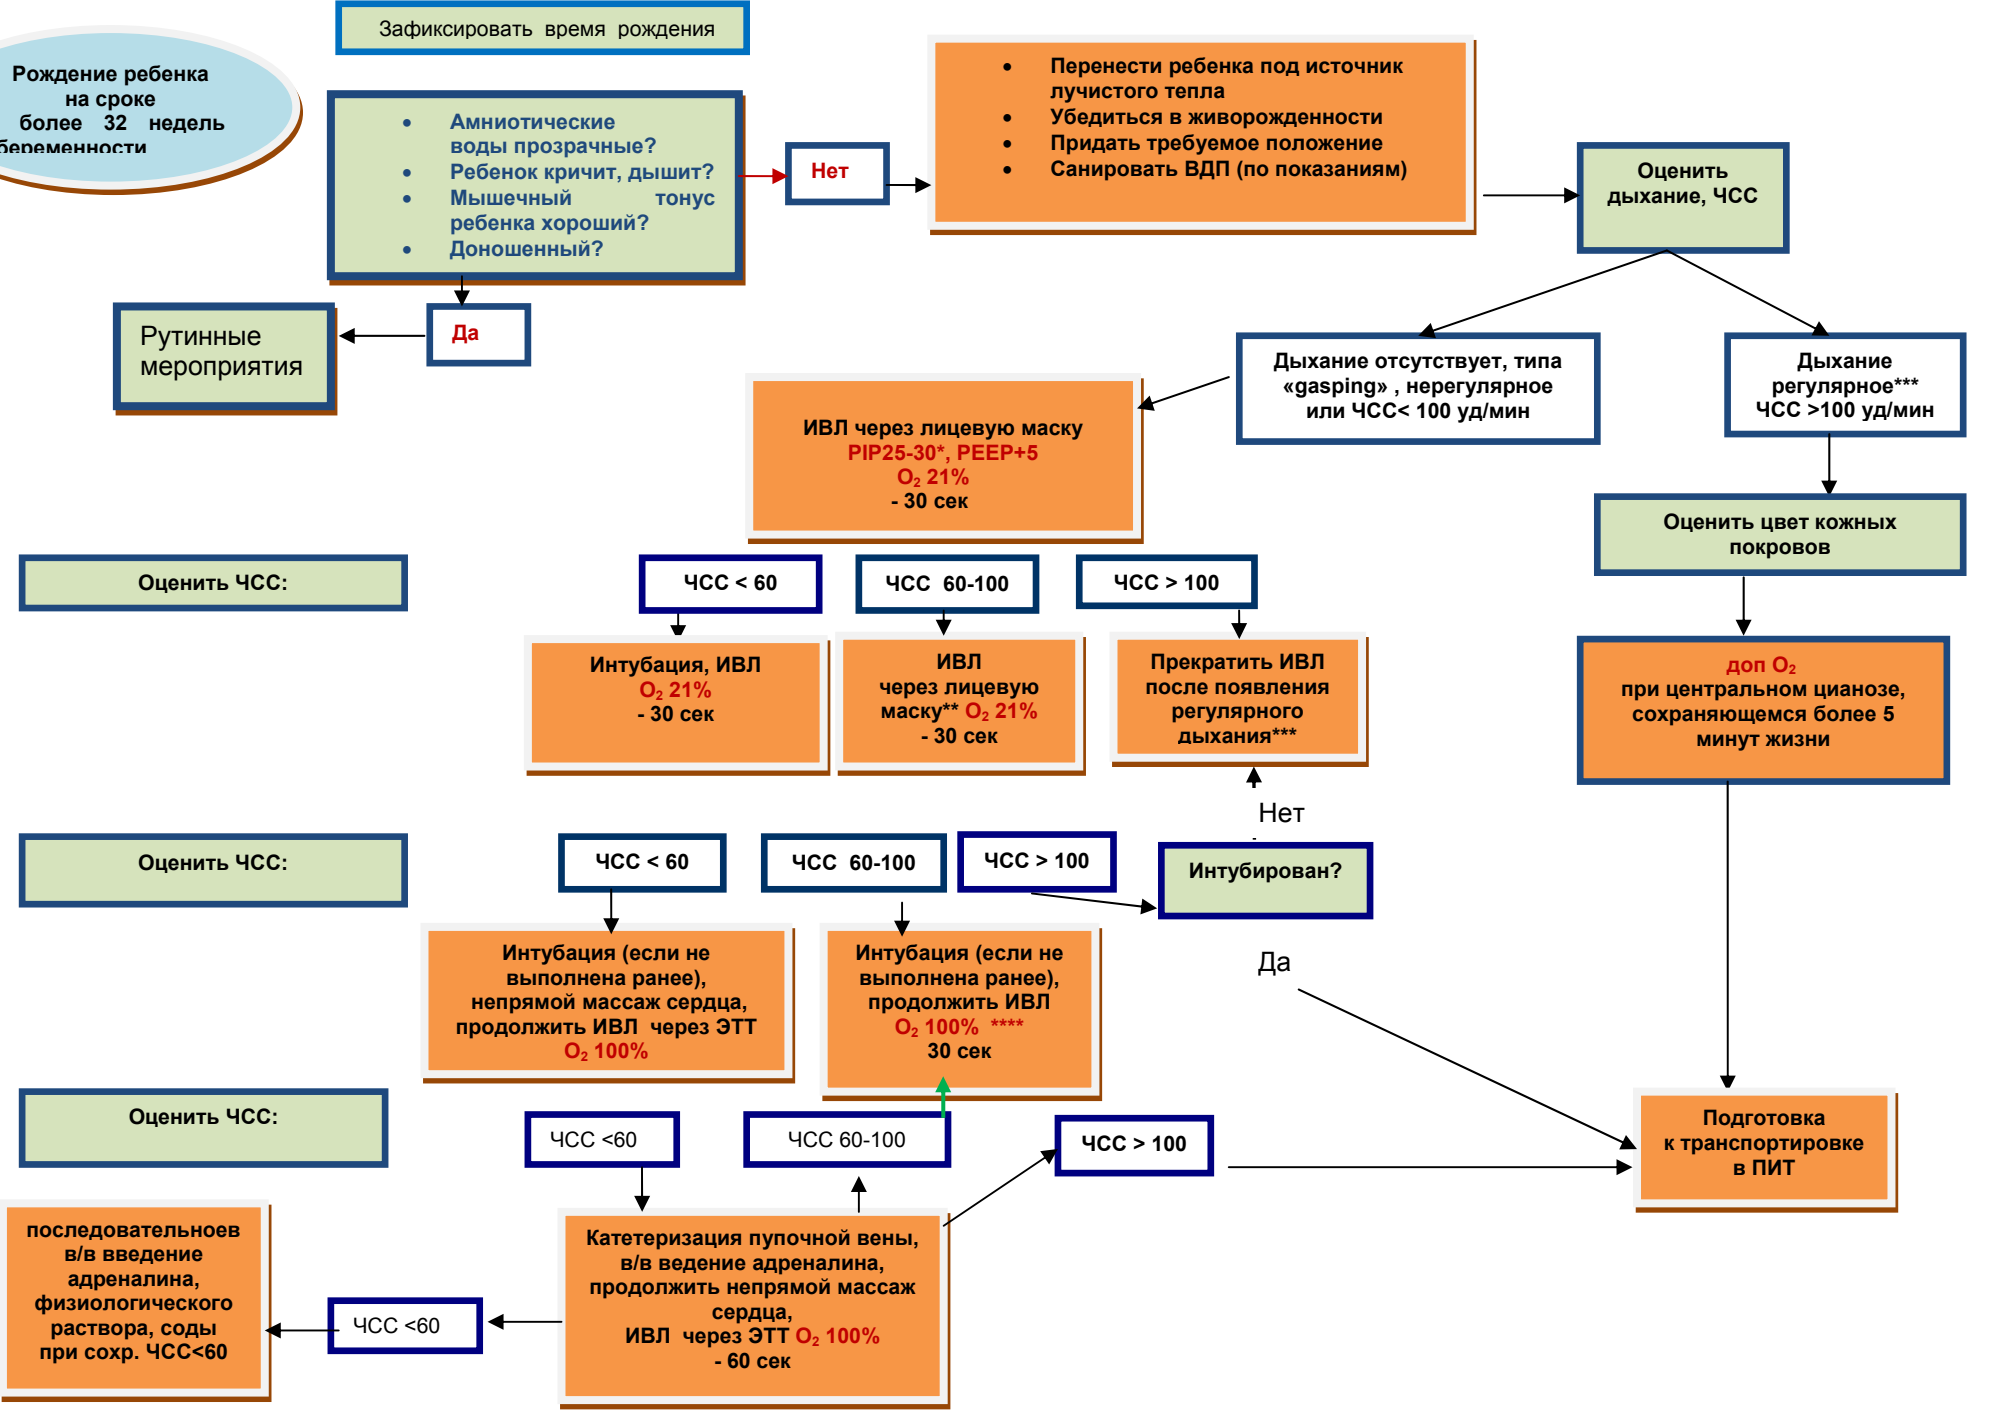 Зафиксировать время рождения
Рождение ребенка
на сроке
более 32 недель
беременности
• Амниотические
воды прозрачные?
• Ребенок кричит, дышит?
• Мышечный тонус
ребенка хороший?
• Доношенный?
Нет
• Перенести ребенка под источник
лучистого тепла
• Убедиться в живорожденности
• Придать требуемое положение
• Санировать ВДП (по показаниям)
Оценить
дыхание, ЧСС
Рутинные
мероприятия
Да
Дыхание отсутствует, типа
«gasping» , нерегулярное
или ЧСС< 100 уд/мин
Дыхание
регулярное***
ЧСС >100 уд/мин
ИВЛ через лицевую маску
PIP25-30*, PEEP+5
O₂ 21%
- 30 сек
Оценить цвет кожных
покровов
Оценить ЧСС:
ЧСС < 60
ЧСС 60-100
ЧСС > 100
Интубация, ИВЛ
O₂ 21%
- 30 сек
ИВЛ
через лицевую
маску** O₂ 21%
- 30 сек
Прекратить ИВЛ
после появления
регулярного
дыхания***
доп O₂
при центральном цианозе,
сохраняющемся более 5
минут жизни
Нет
Оценить ЧСС:
ЧСС < 60
ЧСС 60-100
ЧСС > 100
Интубирован?
Да
Интубация (если не
выполнена ранее),
непрямой массаж сердца,
продолжить ИВЛ через ЭТТ
O₂ 100%
Интубация (если не
выполнена ранее),
продолжить ИВЛ
O₂ 100% ****
30 сек
Оценить ЧСС:
ЧСС <60
ЧСС 60-100
ЧСС > 100
Подготовка
к транспортировке
в ПИТ
последовательноев
в/в введение
адреналина,
физиологического
раствора, соды
при сохр. ЧСС<60
ЧСС <60
Катетеризация пупочной вены,
в/в ведение адреналина,
продолжить непрямой массаж
сердца,
ИВЛ через ЭТТ O₂ 100%
- 60 сек